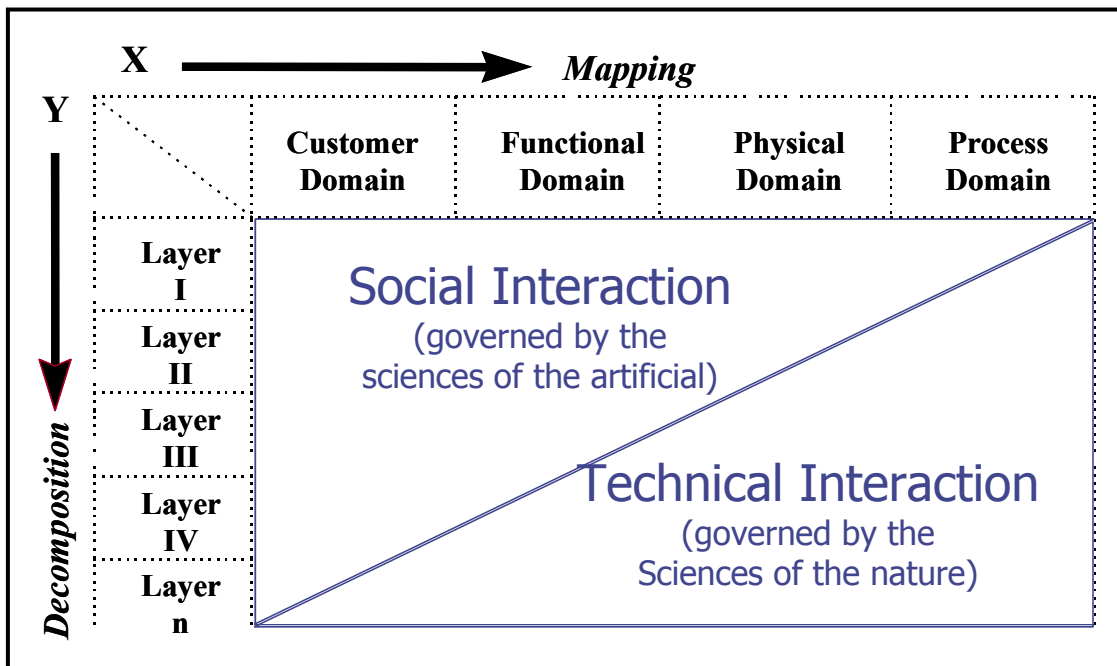 X
Mapping
Y
Customer
Domain
Functional
Domain
Physical
Domain
Process
Domain
Layer
I
Layer
II
Layer
III
Layer
IV
Layer
n
Decomposition
Social Interaction
(governed by the
sciences of the artificial)
Technical Interaction
(governed by the
Sciences of the nature)